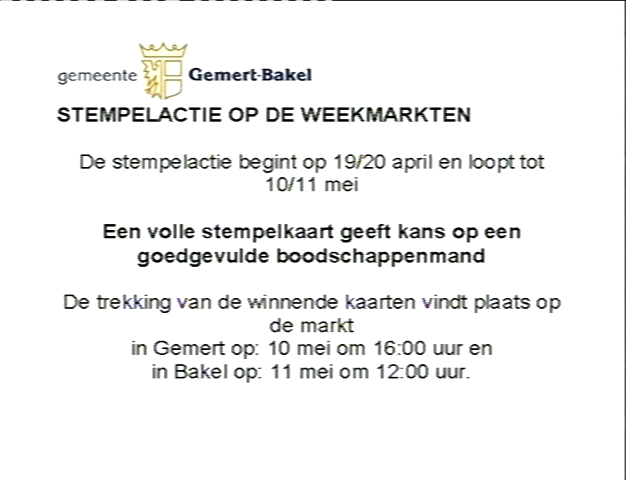 gemeente Gemert-Bakel
STEMPELACTIE OP DE WEEKMARKTEN
De stempelactie begint op 19/20 april en loopt tot
10/11 mei
Een volle stempelkaart geeft kans op een
goedgevulde boodschappenmand
De trekking van de winnende kaarten vindt plaats op
de markt
in Gemert op: 10 mei om 16:00 uur en
in Bakel op: 11 mei om 12:00 uur.